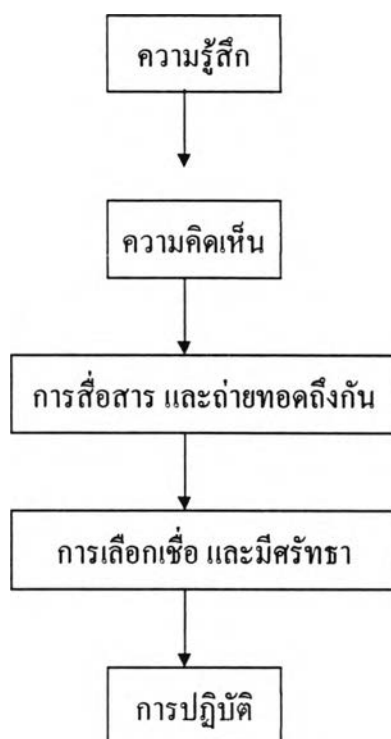 ความรู้สึก
ความคิดเห็น
การสื่อสาร และถ่ายทอดถึงกัน
การเลือกเชื่อ และมีศรัทธา
การปฏิบัติ